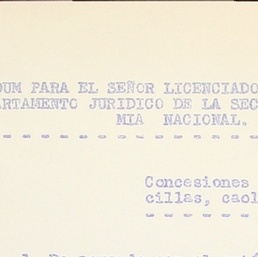 DUM PARA EL SEÑOR LICENCIADO
ARTAMENTO JURIDICO DE LA SEC
MIA NACIONAL.
Concesiones
cillas, caol